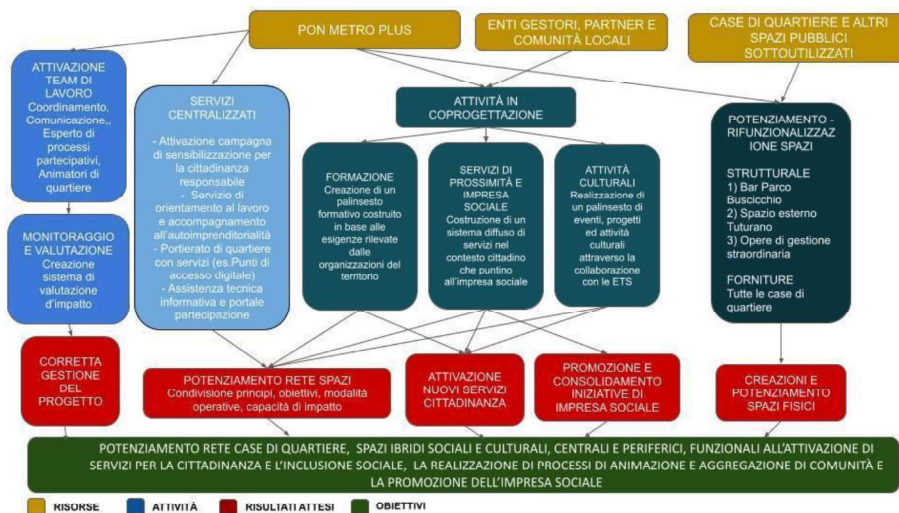 PON METRO PLUS
ENTI GESTORI, PARTNER E
COMUNITÀ LOCALI
CASE DI QUARTIERE E ALTRI
SPAZI PUBBLICI
SOTTOUTILIZZATI
ATTIVAZIONE
TEAM DI
LAVORO
Coordinamento,
Comunicazione,,
Esperto di
processi
partecipativi,
Animatori di
quartiere
SERVIZI
CENTRALIZZATI
- Attivazione campagna
di sensibilizzazione per
la cittadinanza
responsabile
- Servizio di
orientamento al lavoro
e accompagnamento
all'autoimprenditorialità
- Portierato di quartiere
con servizi (es.Punti di
accesso digitale)
- Assistenza tecnica
informativa e portale
partecipazione
ATTIVITÀ IN
COPROGETTAZIONE
FORMAZIONE
Creazione di un
palinsesto
formativo costruito
in base alle
esigenze rilevate
dalle
organizzazioni del
territorio
SERVIZI DI
PROSSIMITÀ E
IMPRESA
SOCIALE
Costruzione di un
sistema diffuso di
servizi nel
contesto cittadino
che puntino
all'impresa sociale
ATTIVITÀ
CULTURALI
Realizzazione di
un palinsesto di
eventi, progetti
ed attività
culturali
attraverso la
collaborazione
con le ETS
POTENZIAMENTO -
RIFUNZIONALIZZAZ
IONE SPAZI
STRUTTURALE
1) Bar Parco
Buscicchio
2) Spazio esterno
Tuturano
3) Opere di gestione
straordinaria
FORNITURE
Tutte le case di
quartiere
MONITORAGGIO
E VALUTAZIONE
Creazione
sistema di
valutazione
d'impatto
CORRETTA
GESTIONE
DEL
PROGETTO
POTENZIAMENTO RETE SPAZI
Condivisione principi, obiettivi, modalità
operative, capacità di impatto
ATTIVAZIONE
NUOVI SERVIZI
CITTADINANZA
PROMOZIONE E
CONSOLIDAMENTO
INIZIATIVE DI
IMPRESA SOCIALE
CREAZIONI E
POTENZIAMENTO
SPAZI FISICI
POTENZIAMENTO RETE CASE DI QUARTIERE, SPAZI IBRIDI SOCIALI E CULTURALI, CENTRALI E PERIFERICI, FUNZIONALI ALL'ATTIVAZIONE DI
SERVIZI PER LA CITTADINANZA E L'INCLUSIONE SOCIALE, LA REALIZZAZIONE DI PROCESSI DI ANIMAZIONE E AGGREGAZIONE DI COMUNITÀ E
LA PROMOZIONE DELL'IMPRESA SOCIALE
RISORSE
ATTIVITÀ
RISULTATI ATTESI
OBIETTIVI